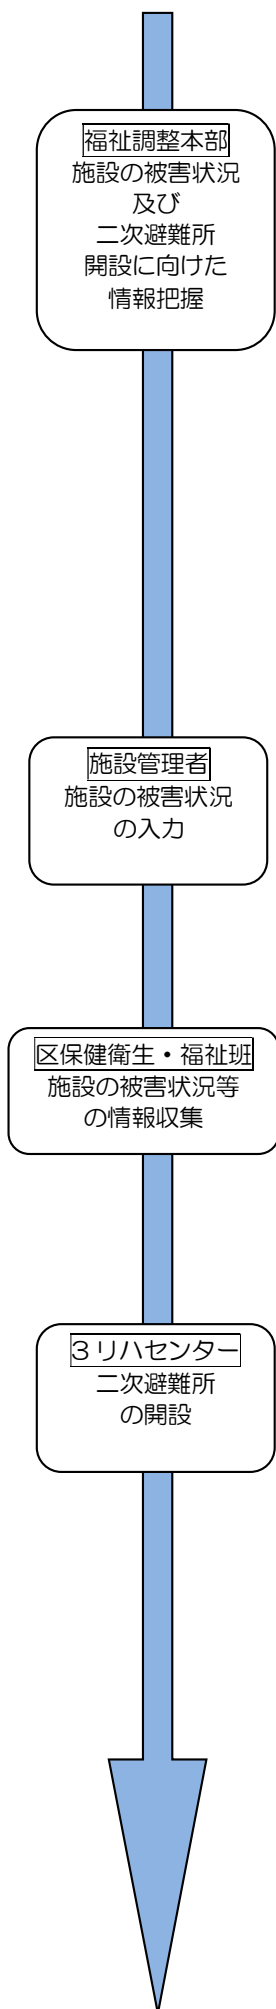 福祉調整本部
施設の被害状況
及び
二次避難所
開設に向けた
情報把握
施設管理者
施設の被害状況
の入力
区保健衛生・福祉班
施設の被害状況等
の情報収集
３リハセンター
二次避難所
の開設